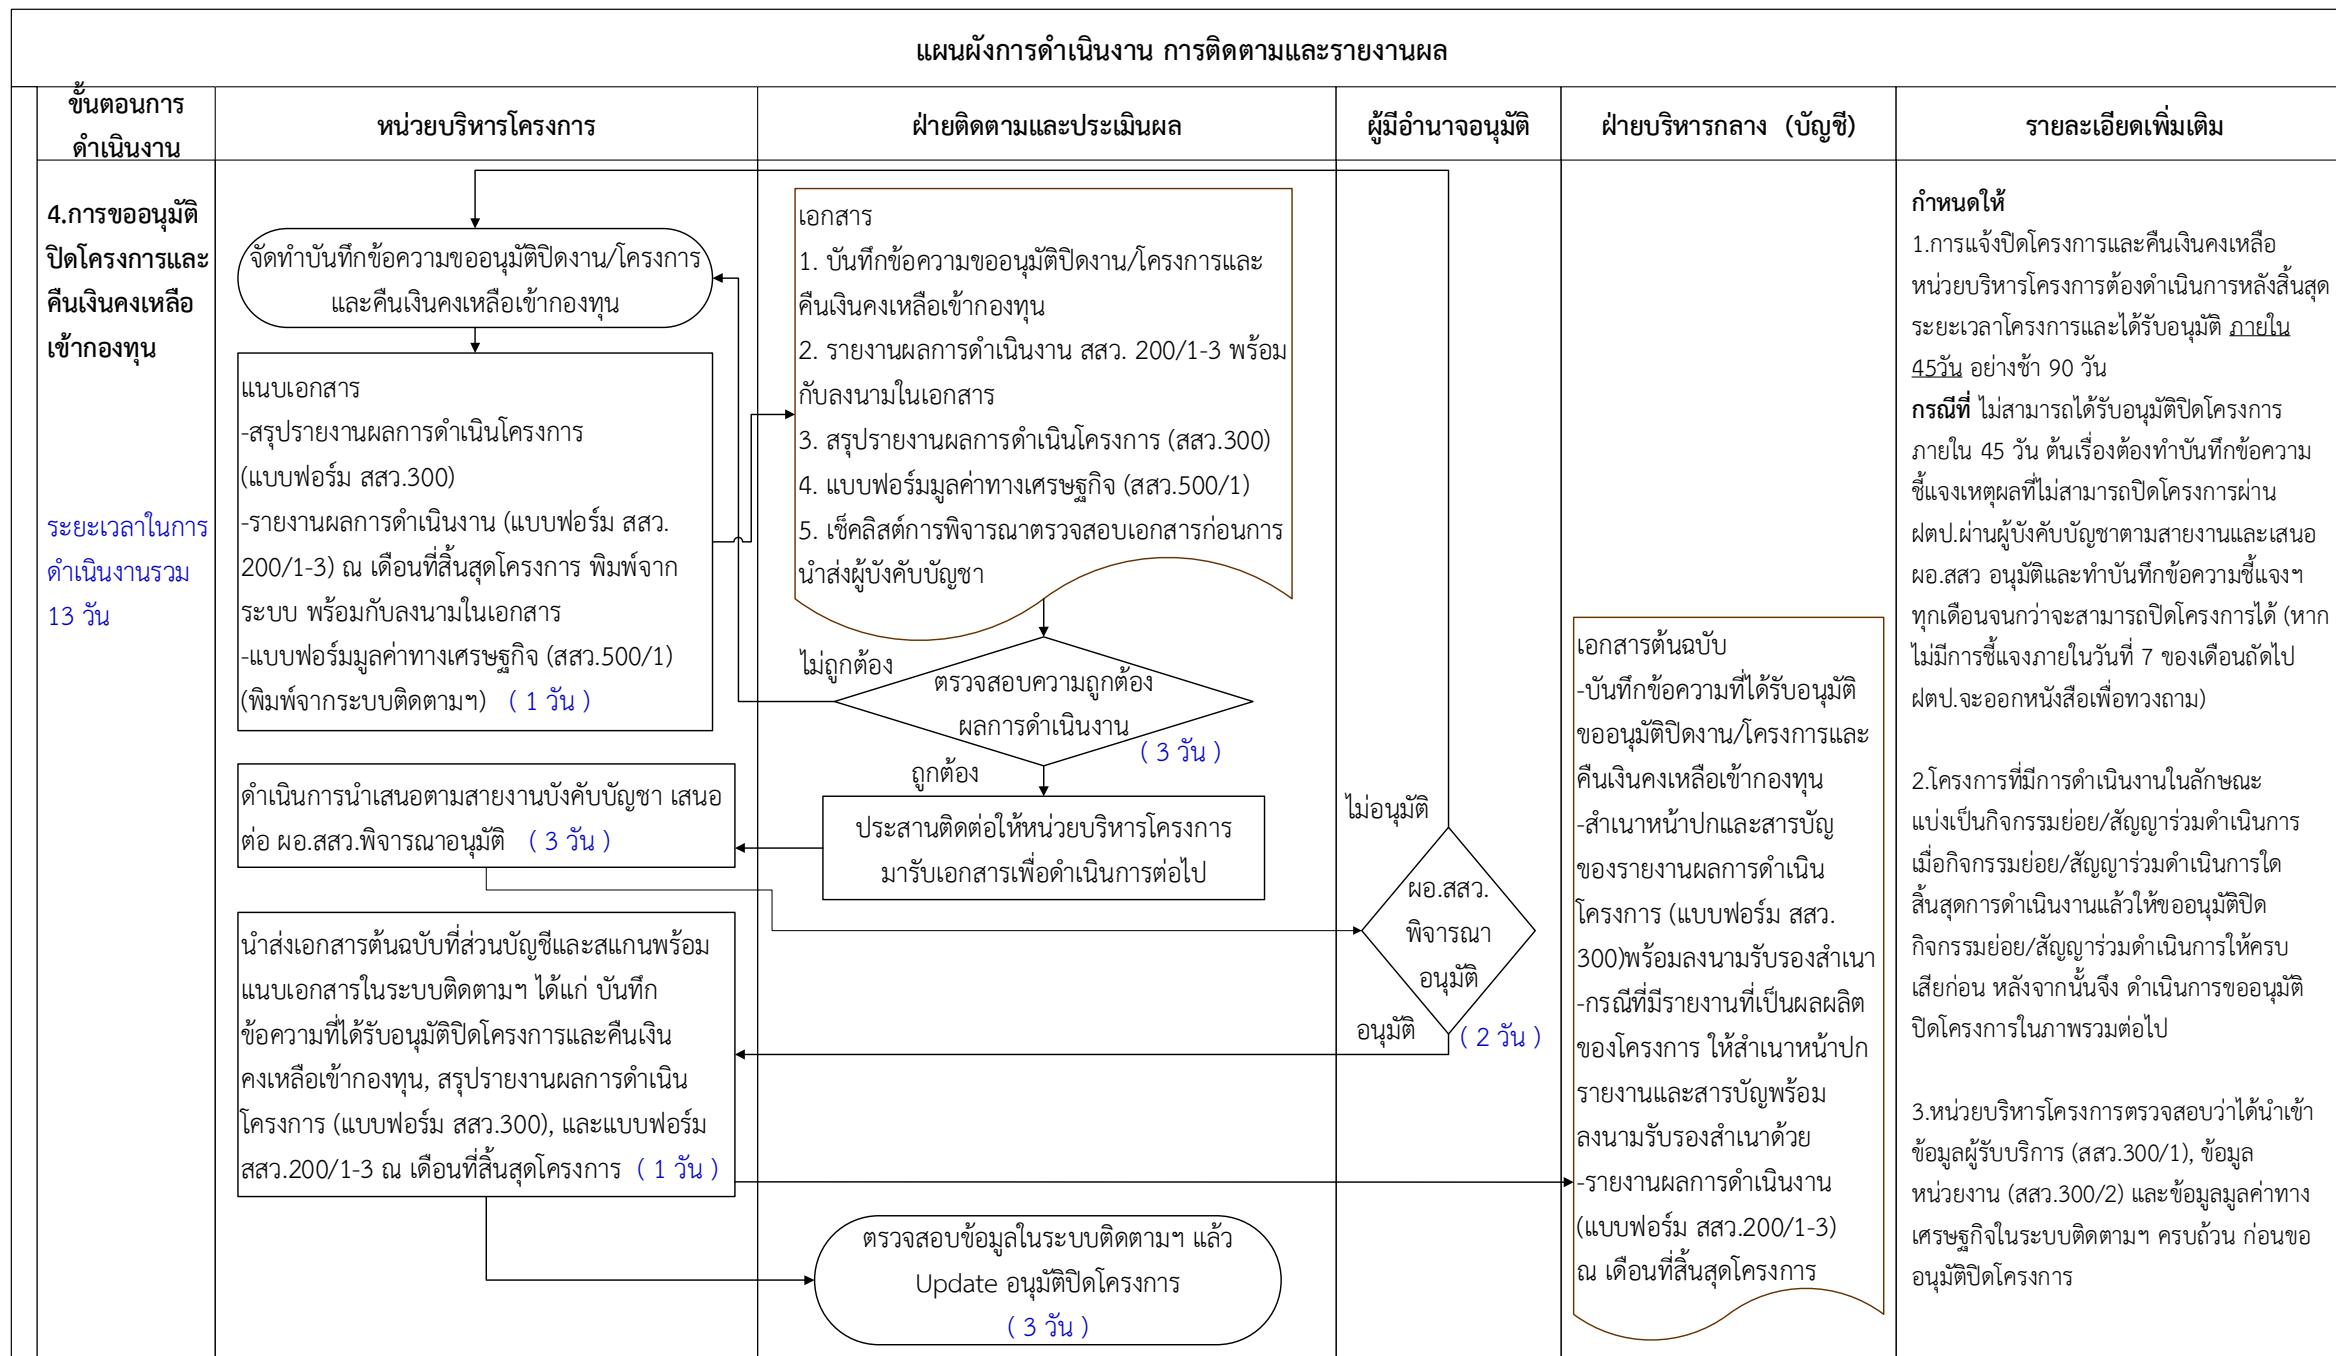 แผนผังการดำเนินงาน การติดตามและรายงานผล
ขั้นตอนการ
ดำเนินงาน
หน่วยบริหารโครงการ
ฝ่ายติดตามและประเมินผล
ผู้มีอำนาจอนุมัติ
ฝ่ายบริหารกลาง (บัญชี)
รายละเอียดเพิ่มเติม
4.การขออนุมัติ
ปิดโครงการและ
คืนเงินคงเหลือ
เข้ากองทุน
ระยะเวลาในการ
ดำเนินงานรวม
13 วัน
จัดทำบันทึกข้อความขออนุมัติปิดงาน/โครงการ
และคืนเงินคงเหลือเข้ากองทุน
แนบเอกสาร
-สรุปรายงานผลการดำเนินโครงการ
(แบบฟอร์ม สสว.300)
-รายงานผลการดำเนินงาน (แบบฟอร์ม สสว.
200/1-3) ณ เดือนที่สิ้นสุดโครงการ พิมพ์จาก
ระบบ พร้อมกับลงนามในเอกสาร
-แบบฟอร์มมูลค่าทางเศรษฐกิจ (สสว.500/1)
(พิมพ์จากระบบติดตามฯ) ( 1 วัน )
ดำเนินการนำเสนอตามสายงานบังคับบัญชา เสนอ
ต่อ ผอ.สสว.พิจารณาอนุมัติ ( 3 วัน )
นำส่งเอกสารต้นฉบับที่ส่วนบัญชีและสแกนพร้อม
แนบเอกสารในระบบติดตามฯ ได้แก่ บันทึก
ข้อความที่ได้รับอนุมัติปิดโครงการและคืนเงิน
คงเหลือเข้ากองทุน, สรุปรายงานผลการดำเนิน
โครงการ (แบบฟอร์ม สสว.300), และแบบฟอร์ม
สสว.200/1-3 ณ เดือนที่สิ้นสุดโครงการ ( 1 วัน )
เอกสาร
1. บันทึกข้อความขออนุมัติปิดงาน/โครงการและ
คืนเงินคงเหลือเข้ากองทุน
2. รายงานผลการดำเนินงาน สสว. 200/1-3 พร้อม
กับลงนามในเอกสาร
3. สรุปรายงานผลการดำเนินโครงการ (สสว.300)
4. แบบฟอร์มมูลค่าทางเศรษฐกิจ (สสว.500/1)
5. เช็คลิสต์การพิจารณาตรวจสอบเอกสารก่อนการ
นำส่งผู้บังคับบัญชา
ไม่ถูกต้อง
ตรวจสอบความถูกต้อง
ผลการดำเนินงาน
( 3 วัน )
ถูกต้อง
ประสานติดต่อให้หน่วยบริหารโครงการ
มารับเอกสารเพื่อดำเนินการต่อไป
ตรวจสอบข้อมูลในระบบติดตามฯ แล้ว
Update อนุมัติปิดโครงการ
( 3 วัน )
ไม่อนุมัติ
ผอ.สสว.
พิจารณา
อนุมัติ
อนุมัติ
( 2 วัน )
เอกสารต้นฉบับ
-บันทึกข้อความที่ได้รับอนุมัติ
ขออนุมัติปิดงาน/โครงการและ
คืนเงินคงเหลือเข้ากองทุน
-สำเนาหน้าปกและสารบัญ
ของรายงานผลการดำเนิน
โครงการ (แบบฟอร์ม สสว.
300)พร้อมลงนามรับรองสำเนา
-กรณีที่มีรายงานที่เป็นผลผลิต
ของโครงการ ให้สำเนาหน้าปก
รายงานและสารบัญพร้อม
ลงนามรับรองสำเนาด้วย
-รายงานผลการดำเนินงาน
(แบบฟอร์ม สสว.200/1-3)
ณ เดือนที่สิ้นสุดโครงการ
กำหนดให้
1.การแจ้งปิดโครงการและคืนเงินคงเหลือ
หน่วยบริหารโครงการต้องดำเนินการหลังสิ้นสุด
ระยะเวลาโครงการและได้รับอนุมัติ ภายใน
45วัน อย่างช้า 90 วัน
กรณีที่ ไม่สามารถได้รับอนุมัติปิดโครงการ
ภายใน 45 วัน ต้นเรื่องต้องทำบันทึกข้อความ
ชี้แจงเหตุผลที่ไม่สามารถปิดโครงการผ่าน
ฝตป.ผ่านผู้บังคับบัญชาตามสายงานและเสนอ
ผอ.สสว อนุมัติและทำบันทึกข้อความชี้แจงฯ
ทุกเดือนจนกว่าจะสามารถปิดโครงการได้ (หาก
ไม่มีการชี้แจงภายในวันที่ 7 ของเดือนถัดไป
ฝตป.จะออกหนังสือเพื่อทวงถาม)
2.โครงการที่มีการดำเนินงานในลักษณะ
แบ่งเป็นกิจกรรมย่อย/สัญญาร่วมดำเนินการ
เมื่อกิจกรรมย่อย/สัญญาร่วมดำเนินการใด
สิ้นสุดการดำเนินงานแล้วให้ขออนุมัติปิด
กิจกรรมย่อย/สัญญาร่วมดำเนินการให้ครบ
เสียก่อน หลังจากนั้นจึง ดำเนินการขออนุมัติ
ปิดโครงการในภาพรวมต่อไป
3.หน่วยบริหารโครงการตรวจสอบว่าได้นำเข้า
ข้อมูลผู้รับบริการ (สสว.300/1), ข้อมูล
หน่วยงาน (สสว.300/2) และข้อมูลมูลค่าทาง
เศรษฐกิจในระบบติดตามฯ ครบถ้วน ก่อนขอ
อนุมัติปิดโครงการ